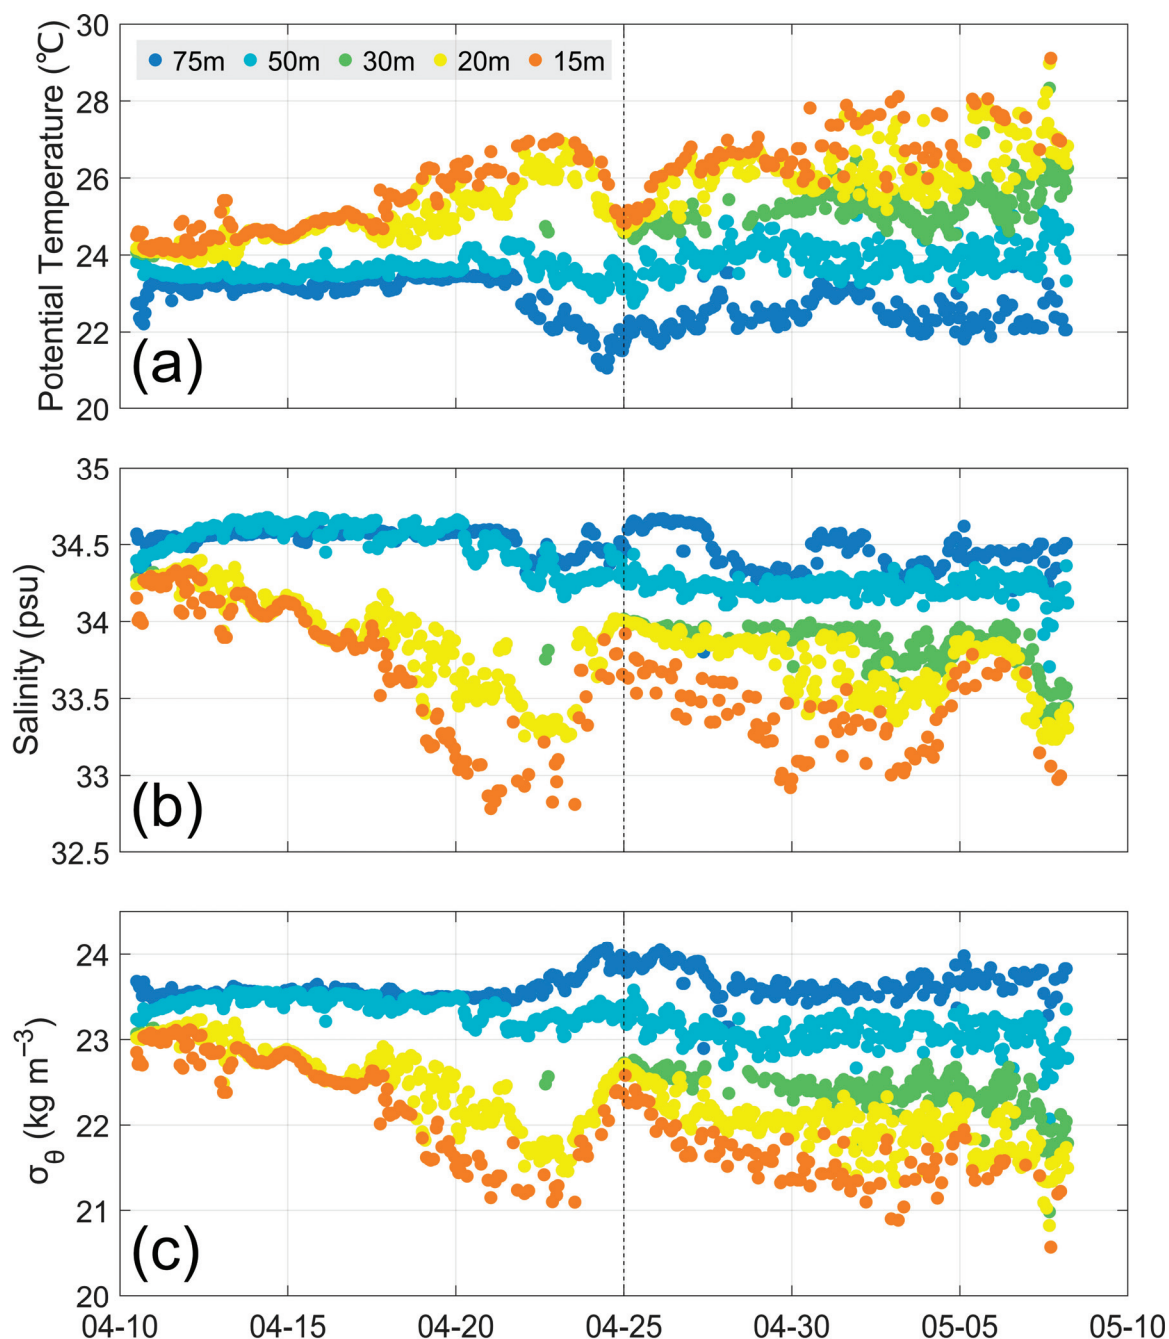 30
28
26
24
22
20
Potential Temperature (℃)
75m 50m 30m 20m 15m
(a)
35
34.5
34
33.5
33
32.5
Salinity (psu)
(b)
24
23
22
21
20
σθ (kg m−3)
(c)
04-10 04-15 04-20 04-25 04-30 05-05 05-10